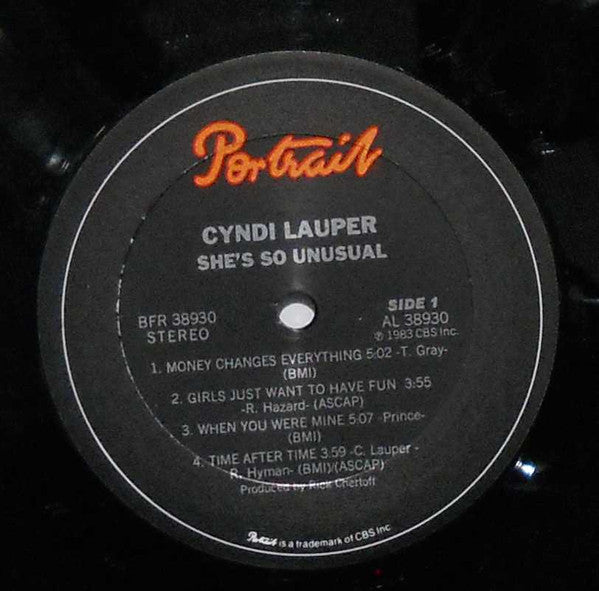 Portrait
CYNDI LAUPER
SHE'S SO UNUSUAL
BFR 38930
STEREO
SIDE 1
AL 38930
℗ 1983 CBS Inc.
1. MONEY CHANGES EVERYTHING 5:02 -T. Gray-
(BMI)
2. GIRLS JUST WANT TO HAVE FUN 3:55
-R. Hazard- (ASCAP)
3. WHEN YOU WERE MINE 5:07 -Prince-
(BMI)
4. TIME AFTER TIME 3:59 -C. Lauper -
R. Hyman- (BMI)/(ASCAP)
Produced by Rick Chertoff
Portrait is a trademark of CBS Inc.